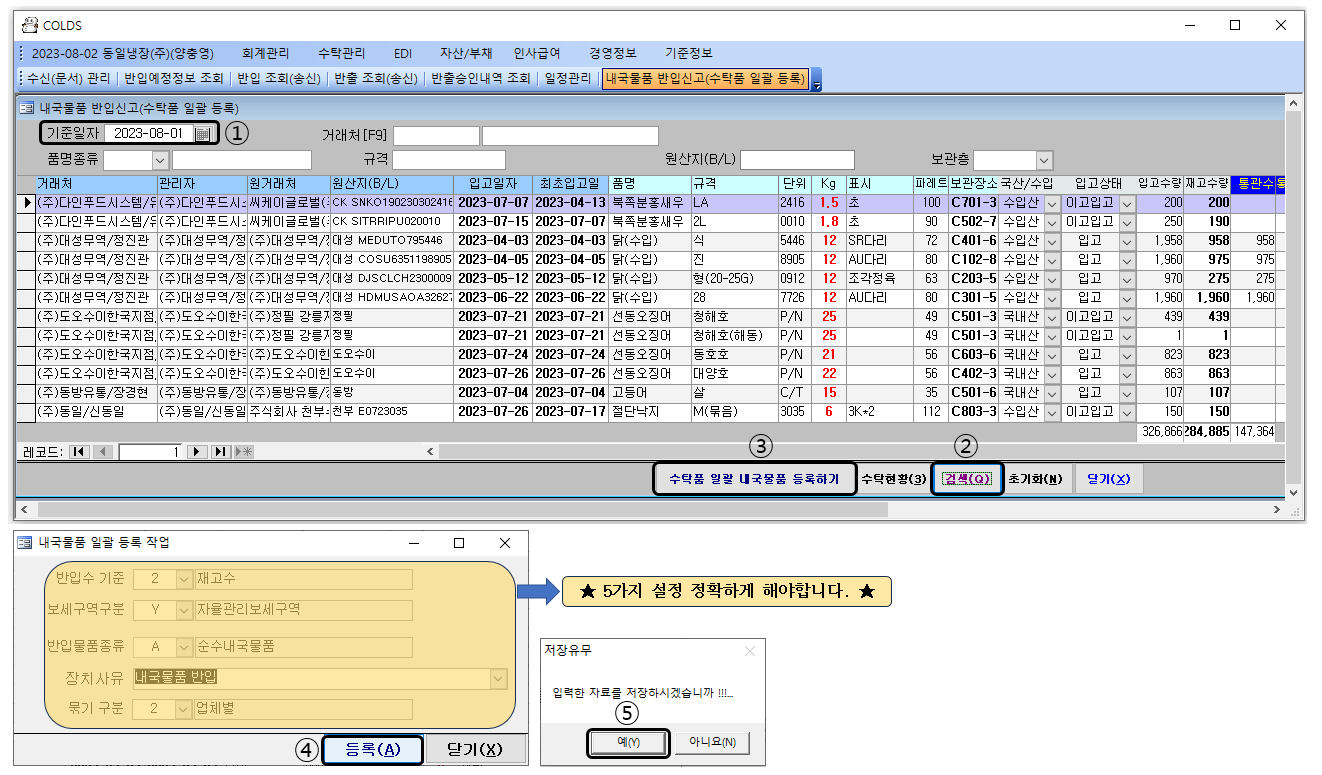 COLDS
2023-08-02 동일냉장(주)(양충영) 회계관리 수탁관리 EDI 자산/부채 인사급여 경영정보 기준정보
수신(문서) 관리 반입예정정보 조회 반입 조회(송신) 반출 조회(송신) 반출승인내역 조회 일정관리 내국물품 반입신고(수탁품 일괄 등록)
내국물품 반입신고(수탁품 일괄 등록)
기준일자 2023-08-01 ① 거래처[F9]
품명종류 규격 원산지(B/L) 보관층
거래처 관리자 원거래처 원산지(B/L) 입고일자 최초입고일 품명 규격 단위 Kg 표시 파레트 보관장소 국산/수입 입고상태 입고수량 재고수량 통관수 통
(주)다인푸드시스템/우 (주)다인푸드시스 씨케이글로벌(주 CK SNKO190230302416 2023-07-07 2023-04-13 북쪽분홍새우 LA 2416 1.5 초 100 C701-3 수입산 이고입고 200 200
(주)다인푸드시스템/우 (주)다인푸드시스 씨케이글로벌(주 CK SITRRIPU020010 2023-07-15 2023-07-07 북쪽분홍새우 2L 0010 1.8 초 90 C502-7 수입산 이고입고 250 190
(주)대성무역/정진관 (주)대성무역/정 (주)대성무역/정 대성 MEDUTO795446 2023-04-03 2023-04-03 닭(수입) 식 5446 12 SR다리 72 C401-6 수입산 입고 1,958 958 958
(주)대성무역/정진관 (주)대성무역/정 (주)대성무역/정 대성 COSU6351198905 2023-04-05 2023-04-05 닭(수입) 진 8905 12 AU다리 80 C102-8 수입산 입고 1,960 975 975
(주)대성무역/정진관 (주)대성무역/정 (주)대성무역/정 대성 DJSCLCH2300009 2023-05-12 2023-05-12 닭(수입) 형(20-25G) 0912 12 조각정육 63 C203-5 수입산 입고 970 275 275
(주)대성무역/정진관 (주)대성무역/정 (주)대성무역/정 대성 HDMUSAOA32627 2023-06-22 2023-06-22 닭(수입) 28 7726 12 AU다리 80 C301-5 수입산 입고 1,960 1,960 1,960
(주)도오수이한국지점, (주)도오수이한국 (주)정필 강릉지 정필 2023-07-21 2023-07-21 선동오징어 청해호 P/N 25 49 C501-3 국내산 이고입고 439 439
(주)도오수이한국지점, (주)도오수이한국 (주)정필 강릉지 정필 2023-07-21 2023-07-21 선동오징어 청해호(해동) P/N 25 49 C501-3 국내산 이고입고 1 1
(주)도오수이한국지점, (주)도오수이한국 (주)도오수이한 도오수이 2023-07-24 2023-07-24 선동오징어 동호호 P/N 21 56 C603-6 국내산 입고 823 823
(주)도오수이한국지점, (주)도오수이한국 (주)도오수이한 도오수이 2023-07-26 2023-07-26 선동오징어 대양호 P/N 22 56 C402-3 국내산 입고 863 863
(주)동방유통/장경현 (주)동방유통/장 (주)동방유통/장 동방 2023-07-04 2023-07-04 고등어 살 C/T 15 35 C501-6 국내산 입고 107 107
(주)동일/신동일 (주)동일/신동일 주식회사 천부· 천부 E0723035 2023-07-26 2023-07-17 절단낙지 M(묶음) 3035 6 3K*2 112 C803-3 수입산 이고입고 150 150
326,866 284,885 147,364
레코드: 1
③ ②
수탁품 일괄 내국물품 등록하기 수탁현황(3) 검색(Q) 초기화(N) 닫기(X)
내국물품 일괄 등록 작업
반입수 기준 2 재고수
보세구역구분 Y 자율관리보세구역
반입물품종류 A 순수내국물품
장치사유 내국물품 반입
묶기 구분 2 업체별
④ 등록(A) 닫기(X)
★ 5가지 설정 정확하게 해야합니다. ★
저장유무
입력한 자료를 저장하시겠습니까 !!!...
⑤
예(Y) 아니요(N)